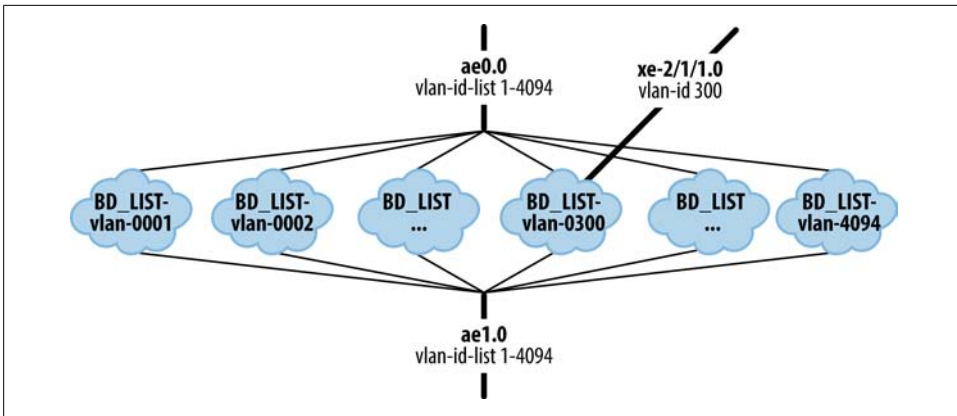 ae0.0
vlan-id-list 1-4094
xe-2/1/1.0
vlan-id 300
BD_LIST-
vlan-0001
BD_LIST-
vlan-0002
BD_LIST
...
BD_LIST-
vlan-0300
BD_LIST
...
BD_LIST-
vlan-4094
ae1.0
vlan-id-list 1-4094